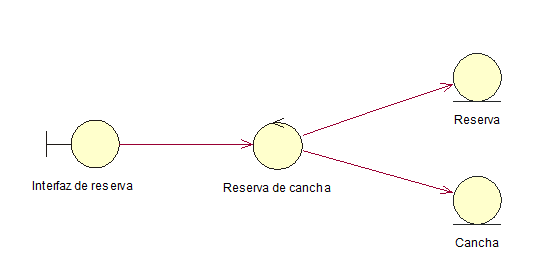 Reserva
Interfaz de reserva
Reserva de cancha
Cancha